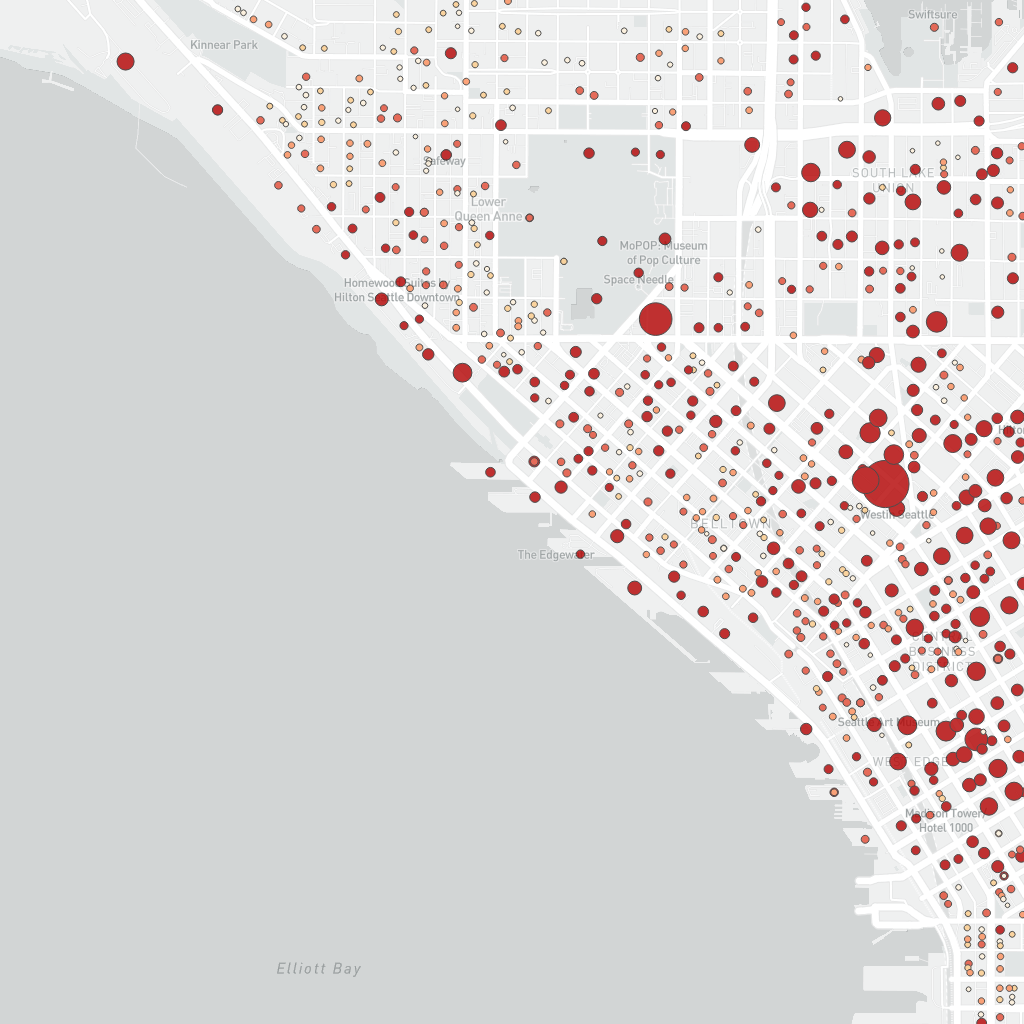 Swiftsure
Kinnear Park
Safeway
SOUTH LAKE
UNION
Lower
Queen Anne
MoPOP: Museum
of Pop Culture
Space Needle
Homewood Suites by
Hilton Seattle Downtown
Westin Seattle
BELLTOWN
The Edgewater
CENTRAL
BUSINESS
DISTRICT
Seattle Art Museum
WEST EDGE
Madison Tower,
Hotel 1000
Elliott Bay